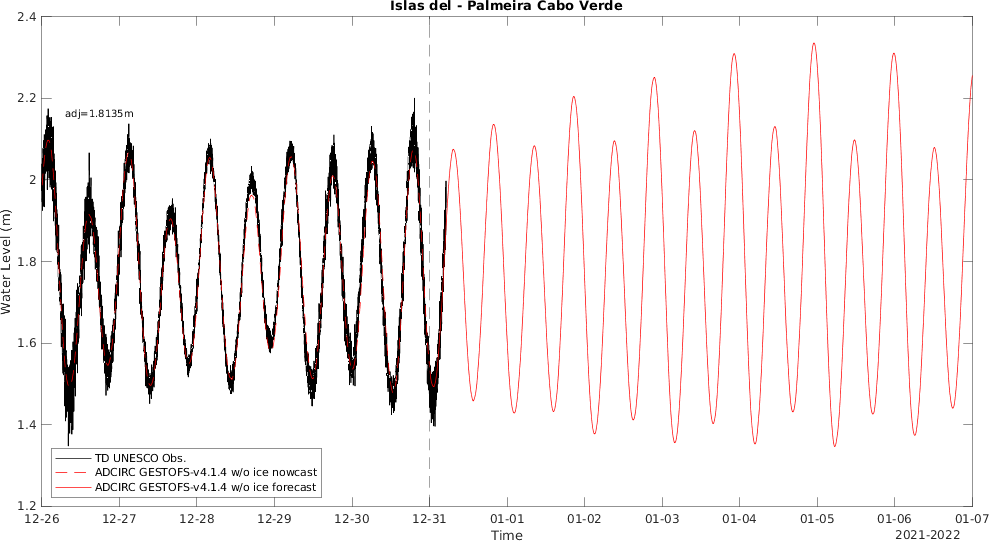 Islas del - Palmeira Cabo Verde
2.4
adj=1.8135m
2.2
2
1.8
1.6
1.4
1.2
Water Level (m)
TD UNESCO Obs.
ADCIRC GESTOFS-v4.1.4 w/o ice nowcast
ADCIRC GESTOFS-v4.1.4 w/o ice forecast
12-26 12-27 12-28 12-29 12-30 12-31 01-01 01-02 01-03 01-04 01-05 01-06 01-07
Time
2021-2022